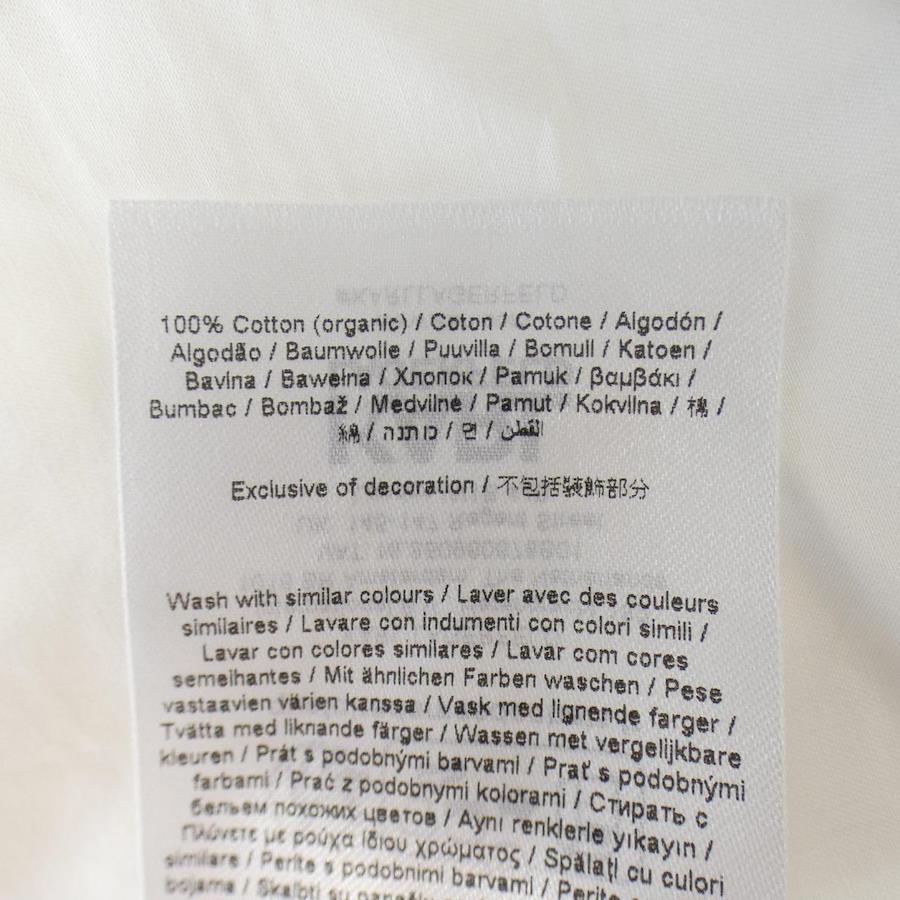 100% Cotton (organic) / Coton / Cotone / Algodón /
Algodão / Baumwolle / Puuvilla / Bomull / Katoen /
Bavlna / Bawełna / Хлопок / Pamuk / βαμβάκι /
Bumbac / Bombaž / Medvilnė / Pamut / Kokvilna / 棉 /
綿 / כותנה / 면 / القطن
Exclusive of decoration / 不包括裝飾部分
Wash with similar colours / Laver avec des couleurs
similaires / Lavare con indumenti con colori simili /
Lavar con colores similares / Lavar com cores
semelhantes / Mit ähnlichen Farben waschen / Pese
vastaavien värien kanssa / Vask med lignende farger /
Tvätta med liknande färger / Wassen met vergelijkbare
kleuren / Prát s podobnými barvami / Prať s podobnými
farbami / Prać z podobnymi kolorami / Стирать с
бельем похожих цветов / Aynı renklerle yıkayın /
Πλύνετε με ρούχα ίδιου χρώματος / Spălați cu culori
similare / Perite s podobnimi barvami / Perite
bojama / Skalbti su